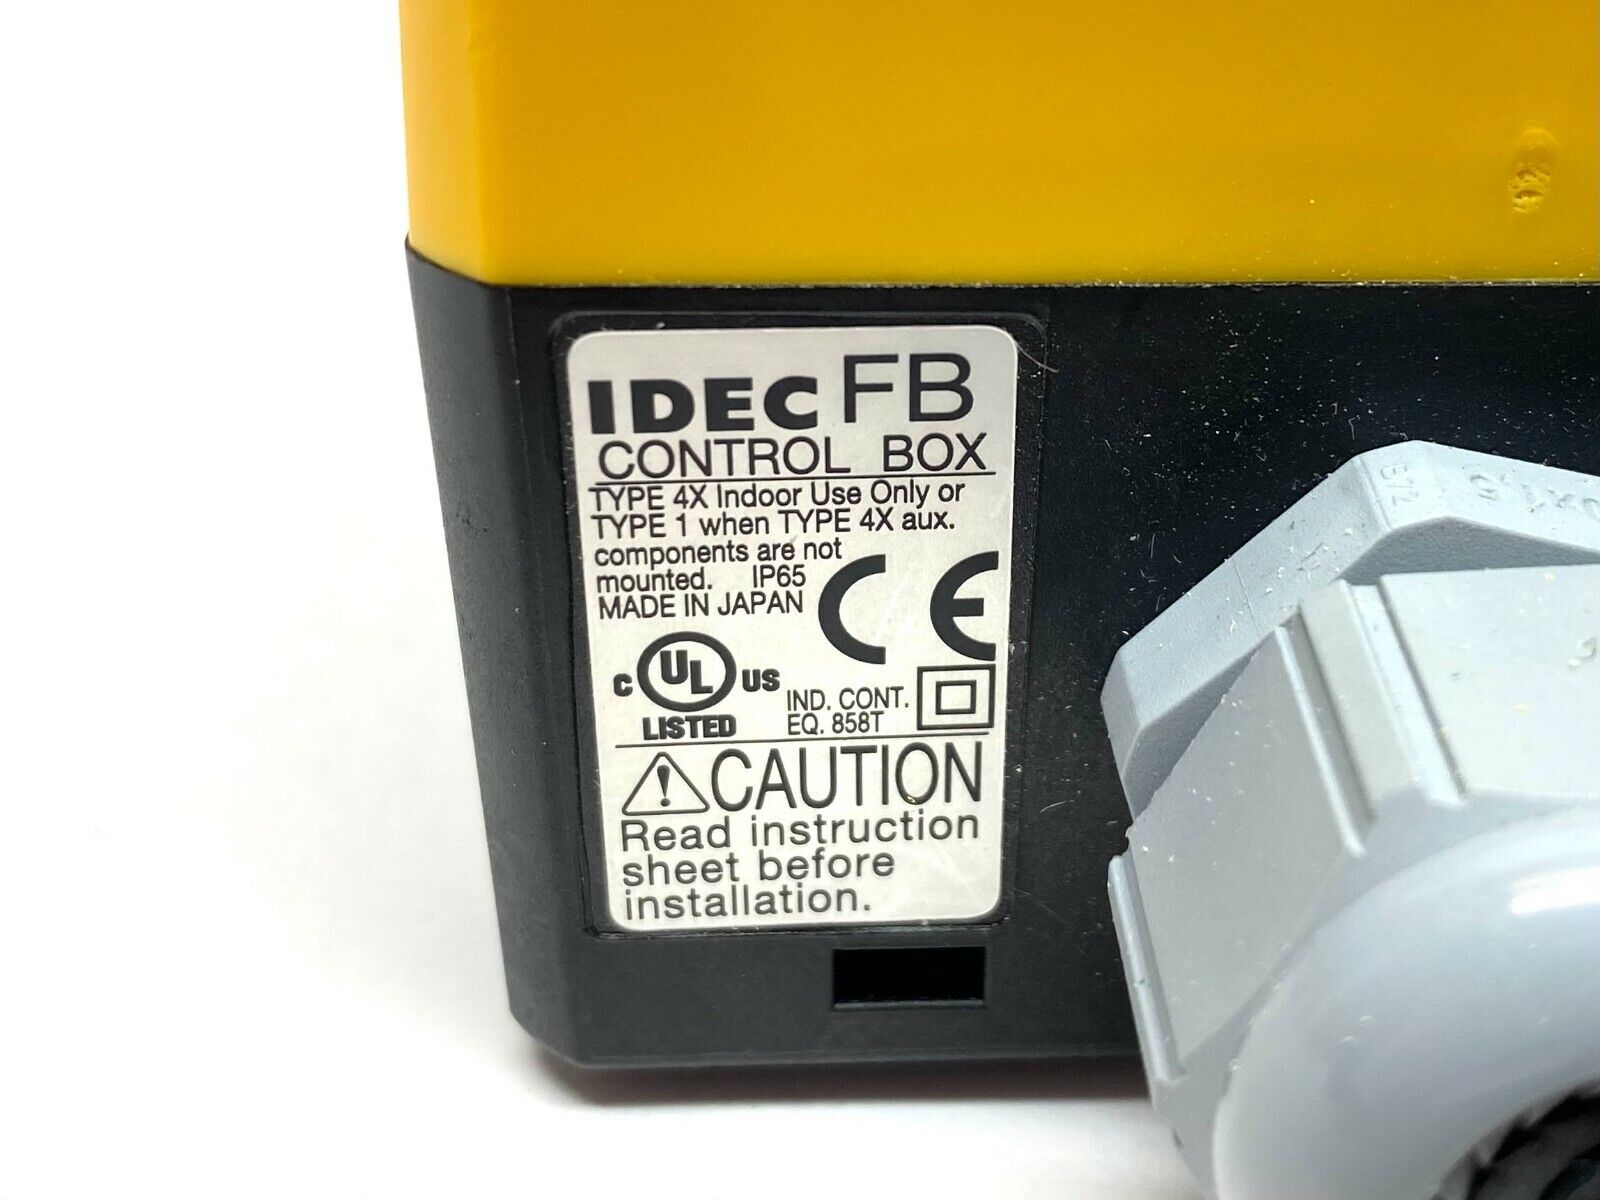 IDEC FB
CONTROL BOX
TYPE 4X Indoor Use Only or
TYPE 1 when TYPE 4X aux.
components are not
mounted. IP65
MADE IN JAPAN
CE
C UL US
LISTED
IND. CONT.
EQ. 858T
CAUTION
Read instruction
sheet before
installation.